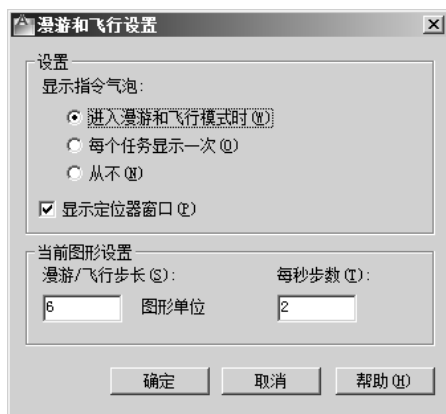 漫游和飞行设置
设置
显示指令气泡:
进入漫游和飞行模式时(W)
每个任务显示一次(O)
从不(N)
显示定位器窗口(P)
当前图形设置
漫游/飞行步长(S): 每秒步数(T):
6 图形单位 2
确定 取消 帮助(H)